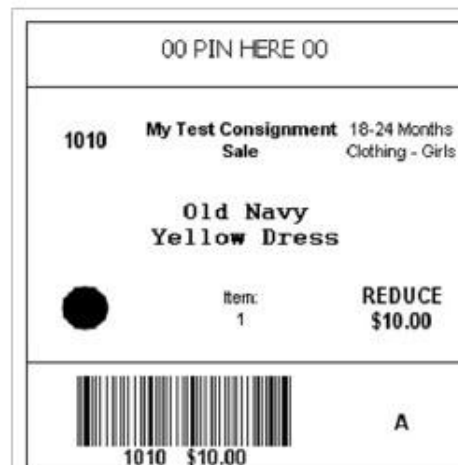 00 PIN HERE 00
1010
My Test Consignment
Sale
18-24 Months
Clothing - Girls
Old Navy
Yellow Dress
Item:
1
REDUCE
$10.00
1010 $10.00
A